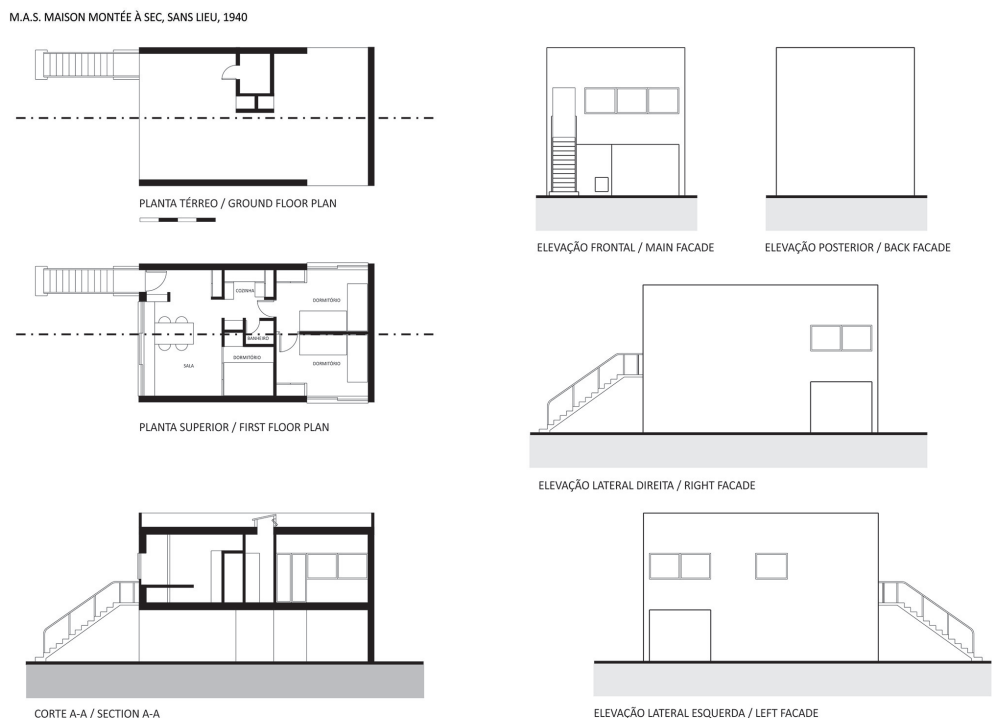 M.A.S. MAISON MONTÉE À SEC, SANS LIEU, 1940
PLANTA TÉRREO / GROUND FLOOR PLAN
ELEVAÇÃO FRONTAL / MAIN FACADE
ELEVAÇÃO POSTERIOR / BACK FACADE
COZINHA
DORMITÓRIO
BANHEIRO
SALA
DORMITÓRIO
DORMITÓRIO
PLANTA SUPERIOR / FIRST FLOOR PLAN
ELEVAÇÃO LATERAL DIREITA / RIGHT FACADE
CORTE A-A / SECTION A-A
ELEVAÇÃO LATERAL ESQUERDA / LEFT FACADE